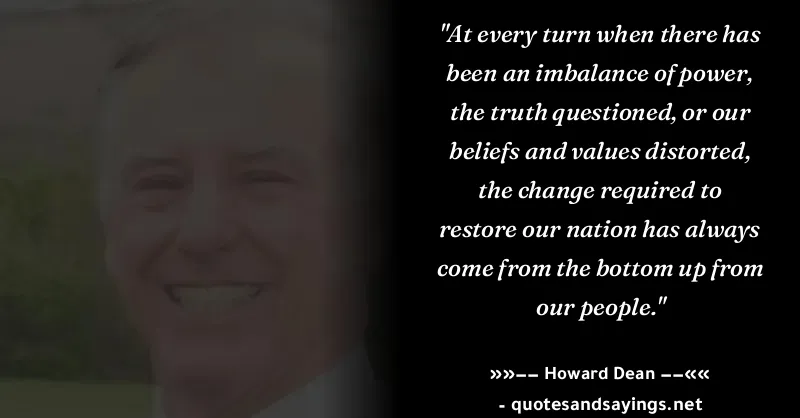 "At every turn when there has
been an imbalance of power,
the truth questioned, or our
beliefs and values distorted,
the change required to
restore our nation has always
come from the bottom up from
our people."
»»—— Howard Dean ——««
- quotesandsayings.net